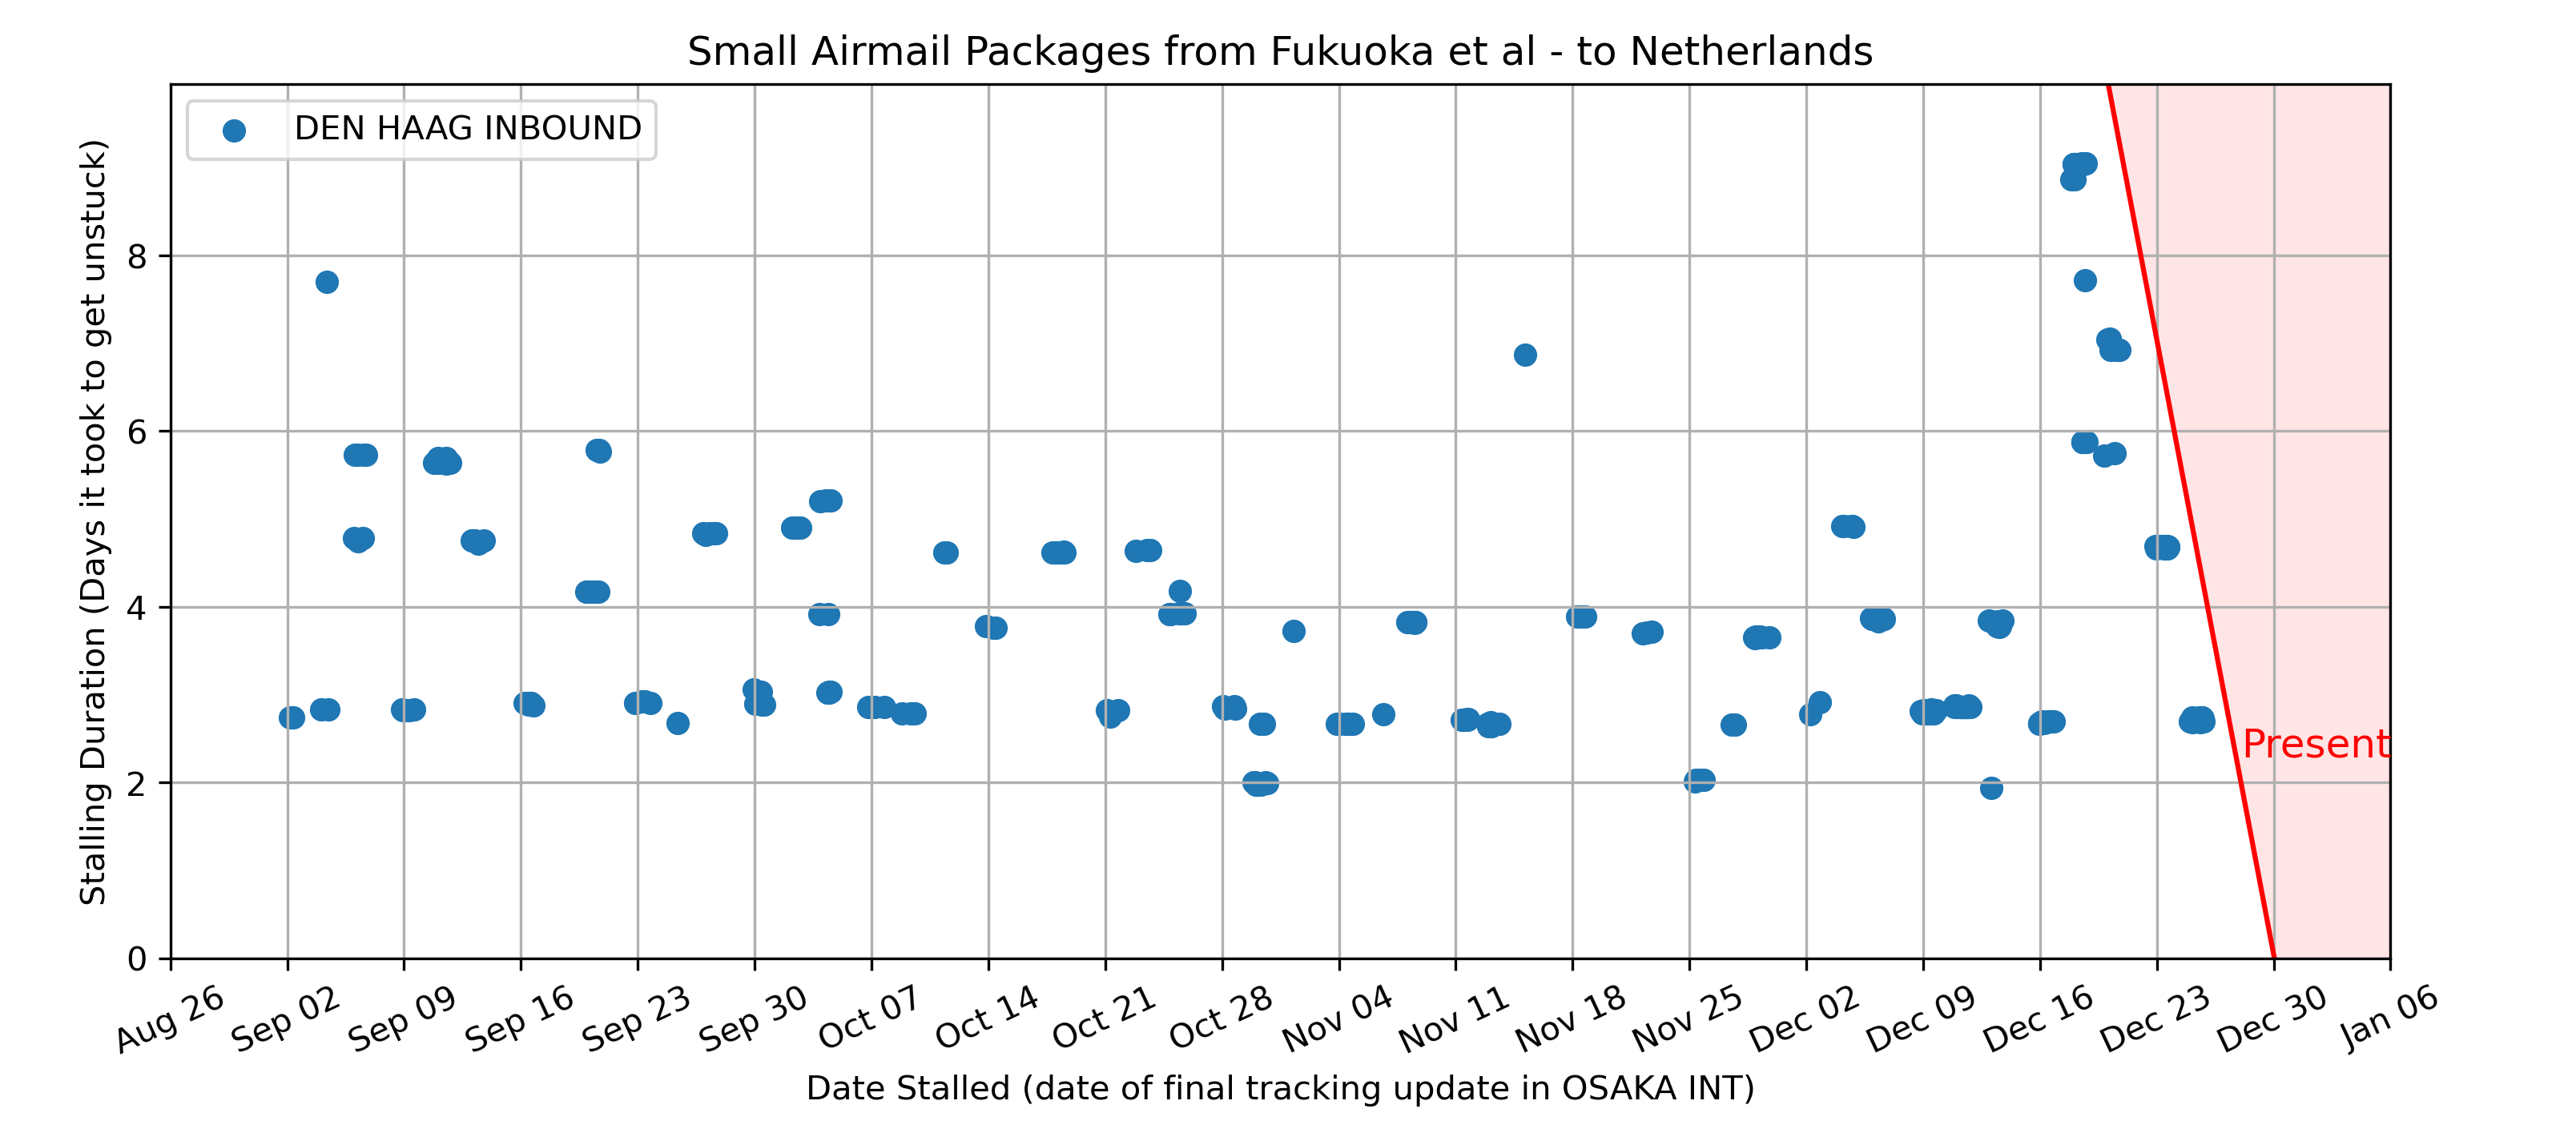 Small Airmail Packages from Fukuoka et al - to Netherlands
DEN HAAG INBOUND
Stalling Duration (Days it took to get unstuck)
8
6
4
2
0
Present
Aug 26
Sep 02
Sep 09
Sep 16
Sep 23
Sep 30
Oct 07
Oct 14
Oct 21
Oct 28
Nov 04
Nov 11
Nov 18
Nov 25
Dec 02
Dec 09
Dec 16
Dec 23
Dec 30
Jan 06
Date Stalled (date of final tracking update in OSAKA INT)